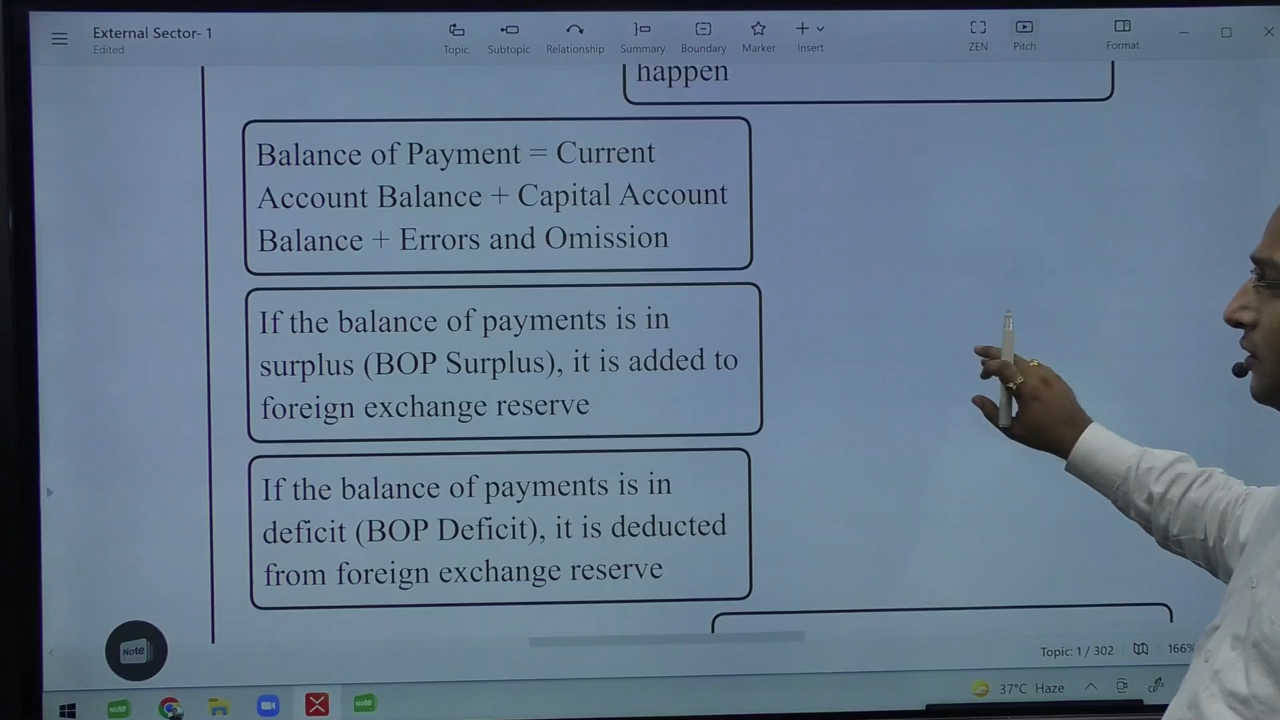 External Sector- 1
Edited
Topic
Subtopic
Relationship
Summary
Boundary
Marker
Insert
ZEN
Pitch
Format
happen
Balance of Payment = Current
Account Balance + Capital Account
Balance + Errors and Omission
If the balance of payments is in
surplus (BOP Surplus), it is added to
foreign exchange reserve
If the balance of payments is in
deficit (BOP Deficit), it is deducted
from foreign exchange reserve
Note
Topic: 1 / 302
166%
Note
Note
37°C Haze